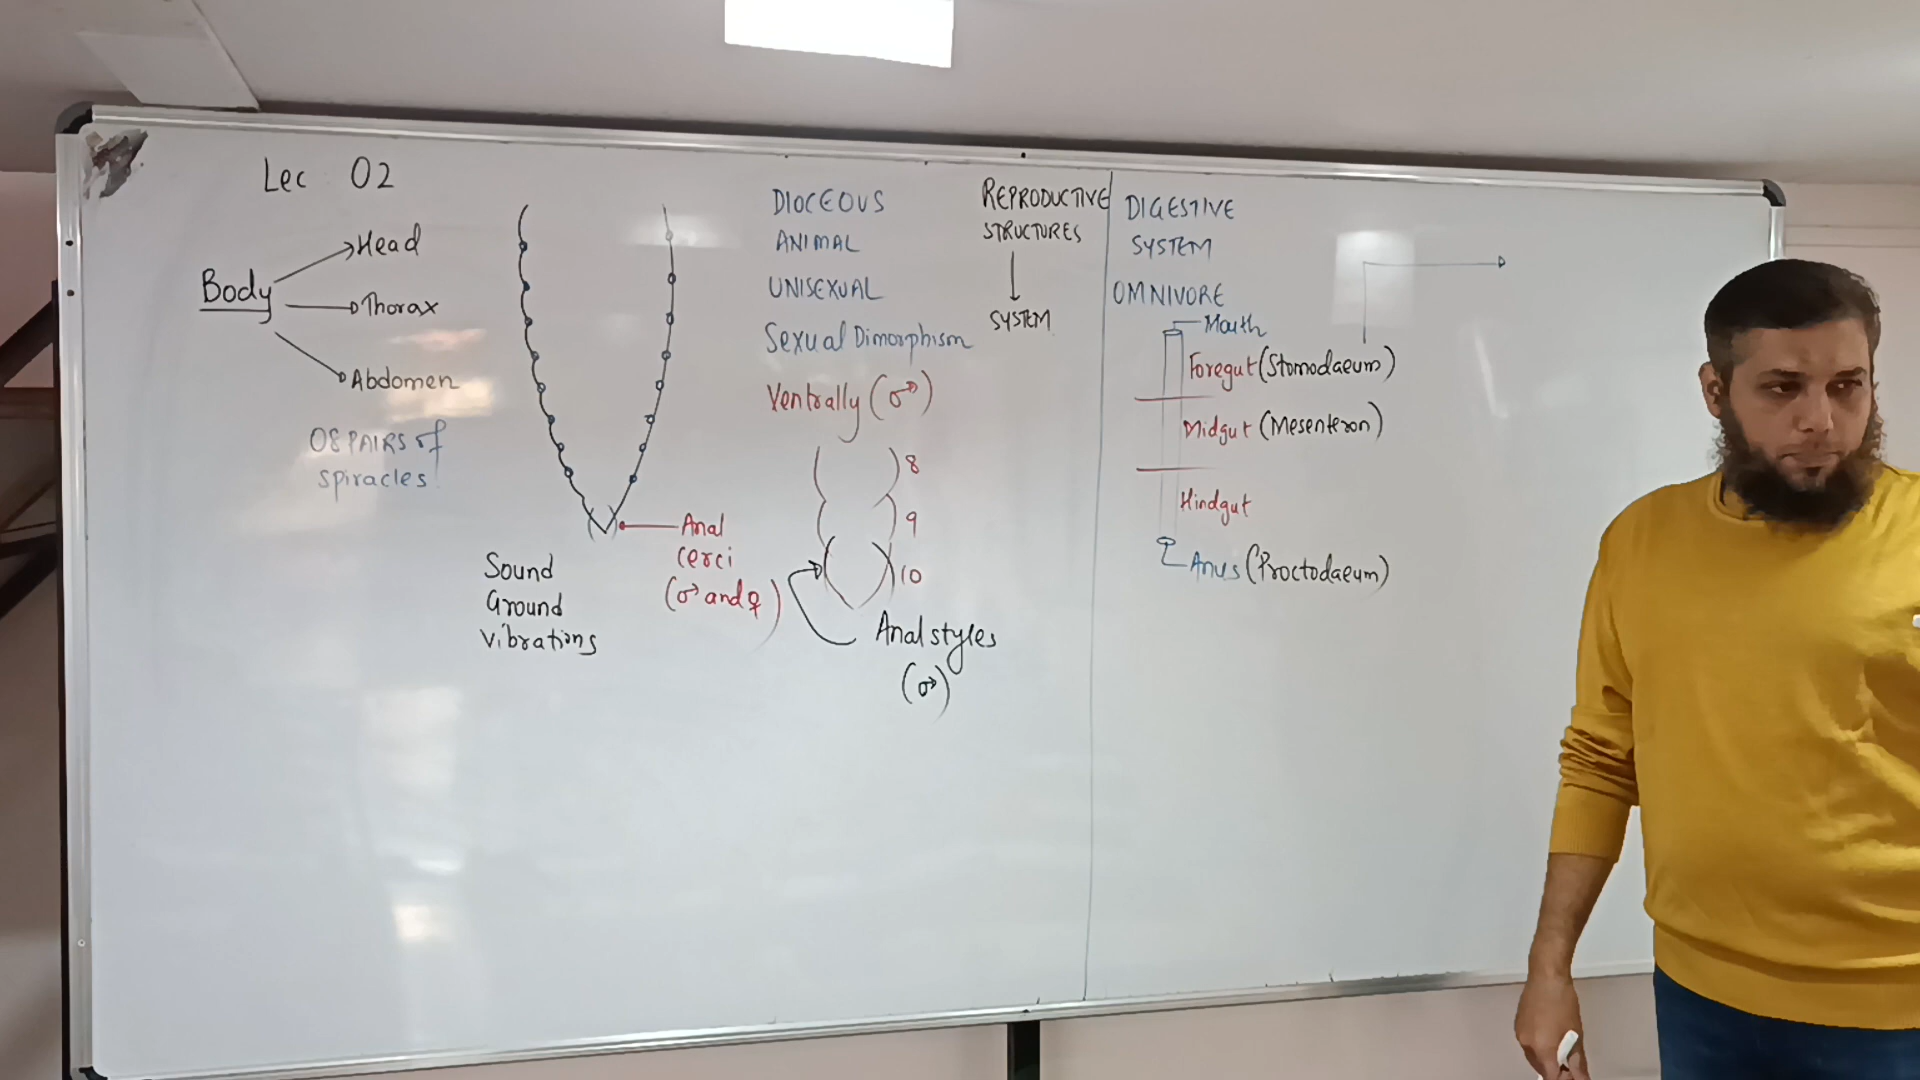 Lec 02
Body
Head
Thorax
Abdomen
08 PAIRS of
spiracles
Sound
Ground
Vibrations
Anal
cerci
(♂ and ♀)
DIOCEOUS
ANIMAL
UNISEXUAL
Sexual Dimorphism
Ventrally (♂)
8
9
10
Anal styles
(♂)
REPRODUCTIVE
STRUCTURES
SYSTEM
DIGESTIVE
SYSTEM
OMNIVORE
Mouth
Foregut (Stomodaeum)
Midgut (Mesenteron)
Hindgut
Anus (Proctodaeum)